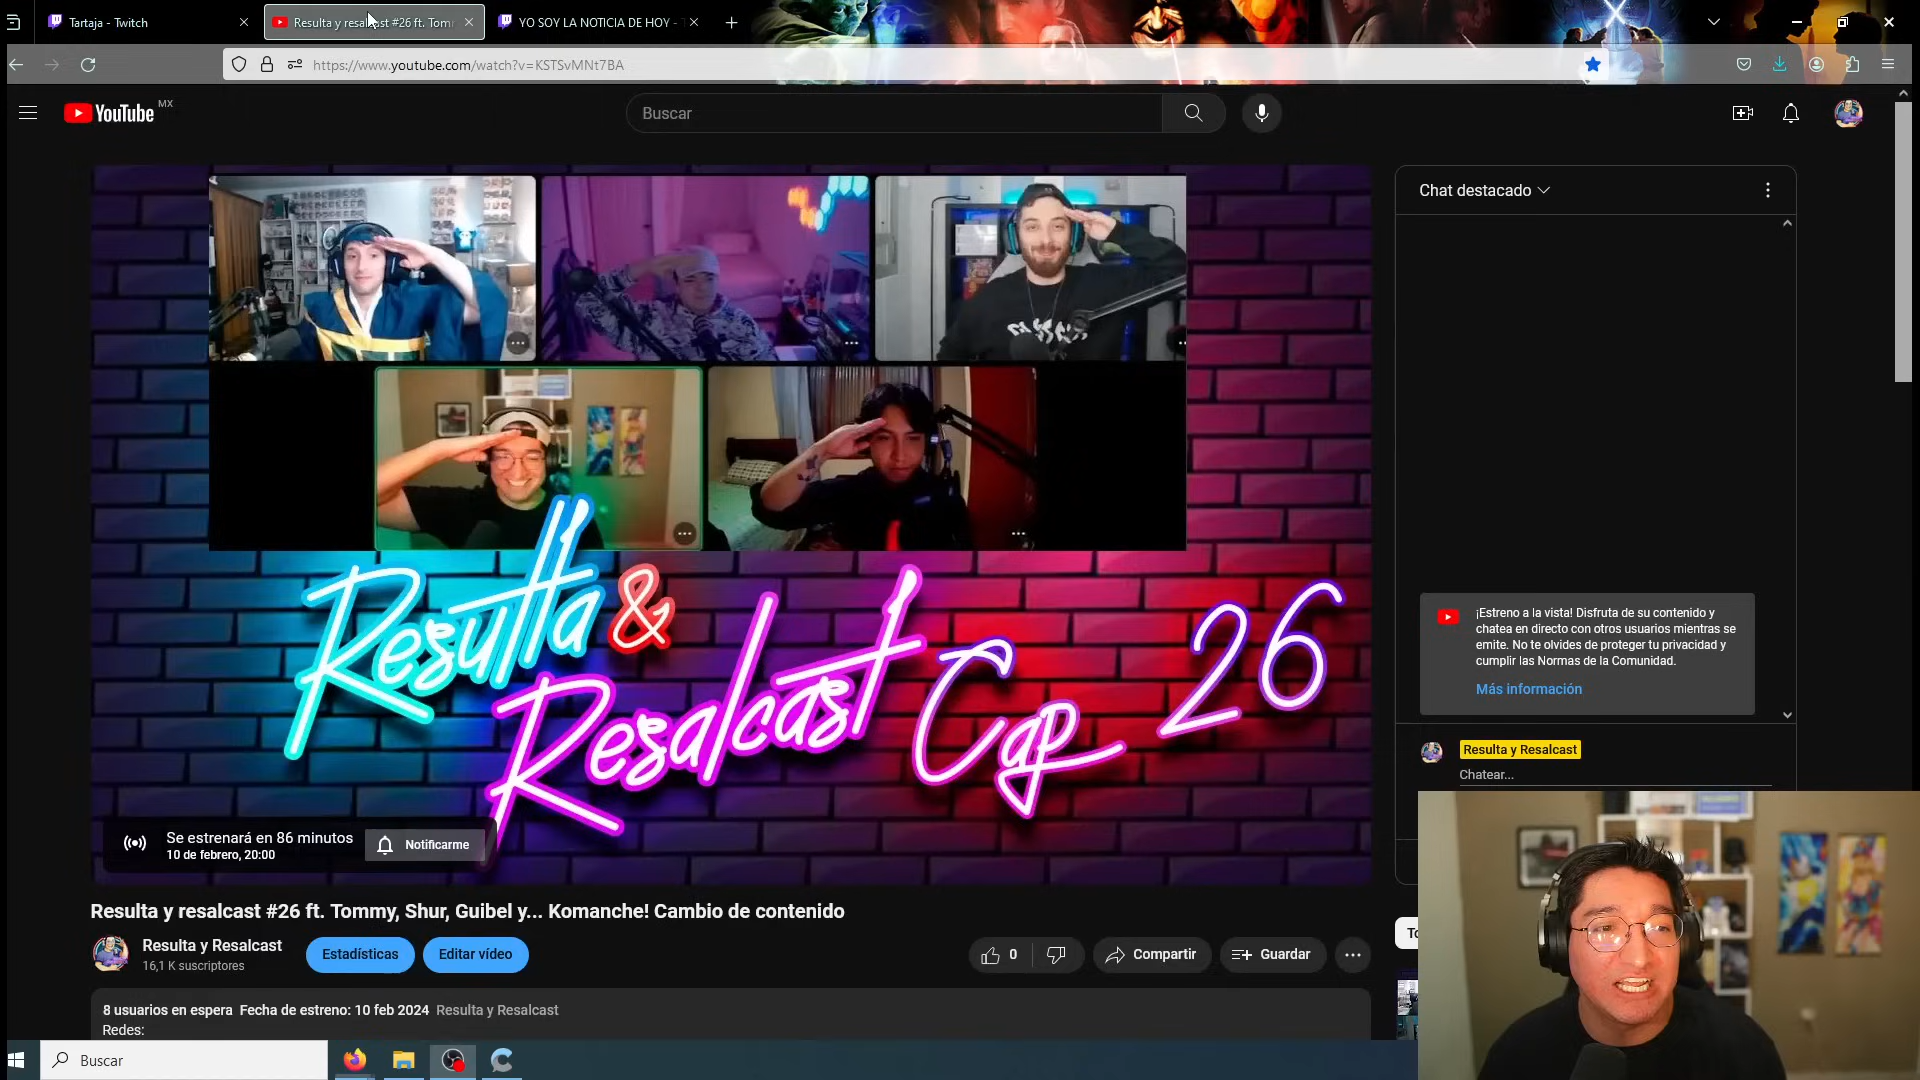 Tartaja - Twitch
Resulta y resalcast #26 ft. Tom
YO SOY LA NOTICIA DE HOY - T
https://www.youtube.com/watch?v=KSTSvMNt7BA
YouTube MX
Buscar
Chat destacado
Resulta &
Resalcast Cap 26
¡Estreno a la vista! Disfruta de su contenido y
chatea en directo con otros usuarios mientras se
emite. No te olvides de proteger tu privacidad y
cumplir las Normas de la Comunidad.
Más información
Resulta y Resalcast
Chatear...
Se estrenará en 86 minutos
10 de febrero, 20:00
Notificarme
Resulta y resalcast #26 ft. Tommy, Shur, Guibel y... Komanche! Cambio de contenido
Resulta y Resalcast
16,1 K suscriptores
Estadísticas
Editar vídeo
0
Compartir
Guardar
To
8 usuarios en espera Fecha de estreno: 10 feb 2024 Resulta y Resalcast
Redes:
Buscar